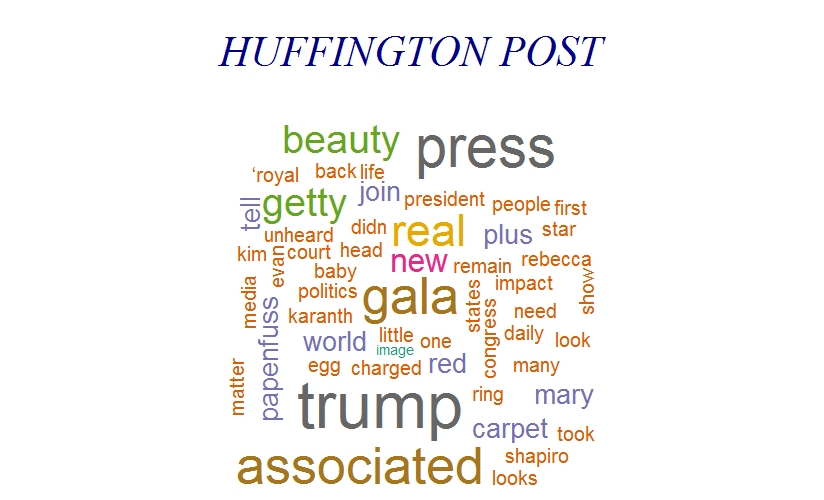 HUFFINGTON POST
beauty press
‘royal back life
join president people first
tell getty
didn real plus star
unheard
kim evan court head new remain rebecca
baby
media politics gala states impact show
karanth need
papenfuss world little one congress daily look
image
egg charged red many
matter trump ring mary
carpet took
associated shapiro
looks